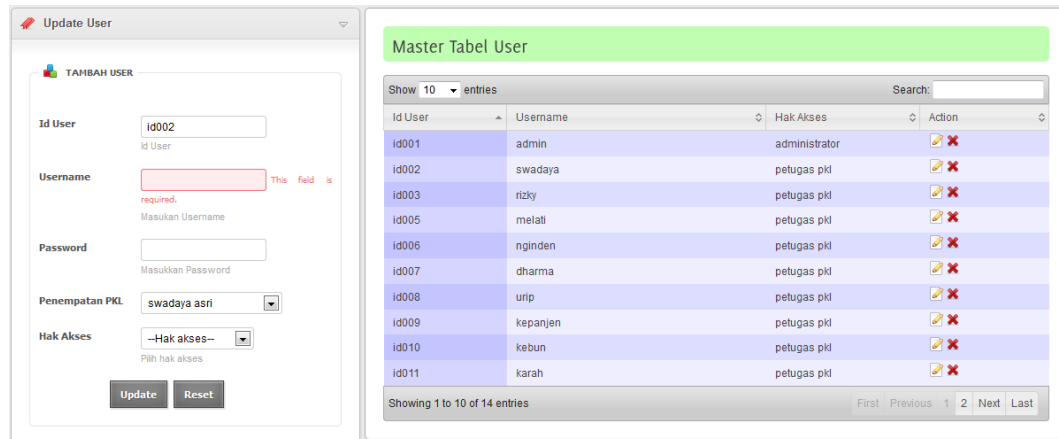 Update User
TAMBAH USER
Id User
id002
Id User
Username
This field is
required.
Masukan Username
Password
Masukkan Password
Penempatan PKL
swadaya asri
Hak Akses
--Hak akses--
Pilih hak akses
Update Reset
Master Tabel User
Show 10 entries Search:
Id User Username Hak Akses Action
id001 admin administrator
id002 swadaya petugas pkl
id003 rizky petugas pkl
id005 melati petugas pkl
id006 nginden petugas pkl
id007 dharma petugas pkl
id008 urip petugas pkl
id009 kepanjen petugas pkl
id010 kebun petugas pkl
id011 karah petugas pkl
Showing 1 to 10 of 14 entries First Previous 1 2 Next Last